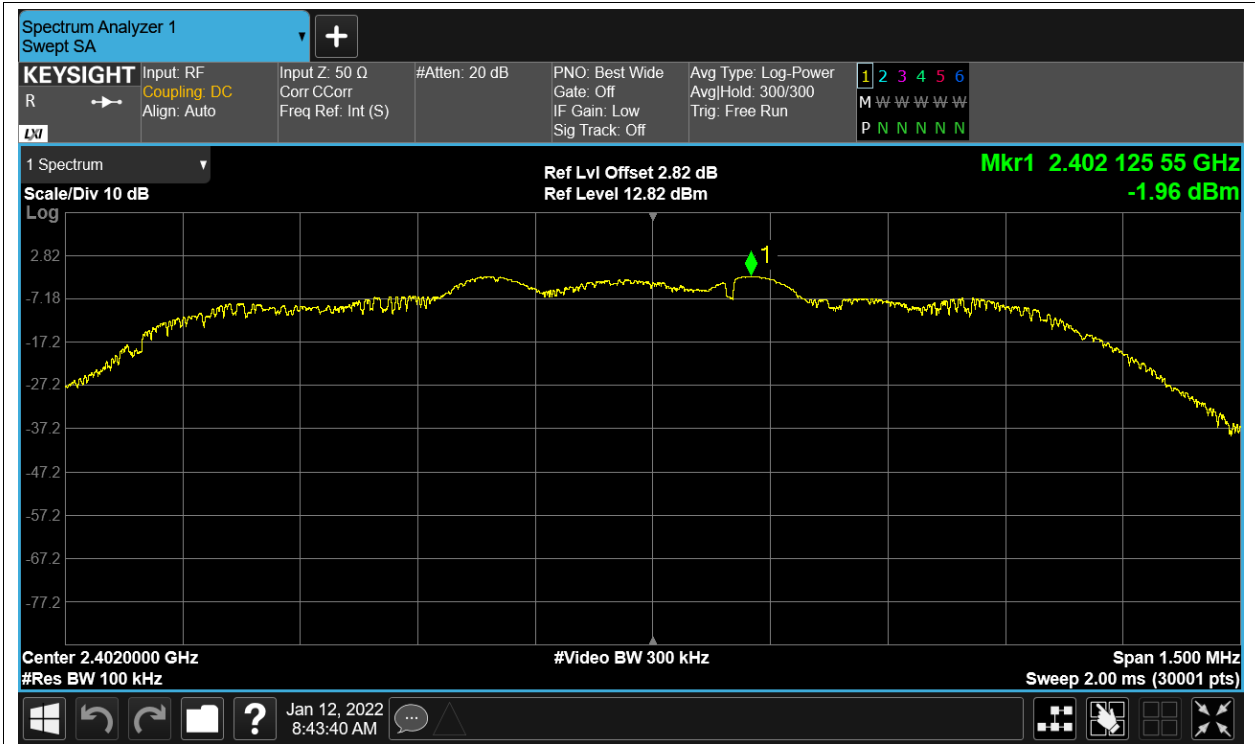 Spectrum Analyzer 1
Swept SA
+
KEYSIGHT
R
LXI
Input: RF
Coupling: DC
Align: Auto
Input Z: 50 Ω
Corr CCorr
Freq Ref: Int (S)
#Atten: 20 dB
PNO: Best Wide
Gate: Off
IF Gain: Low
Sig Track: Off
Avg Type: Log-Power
Avg|Hold: 300/300
Trig: Free Run
1 2 3 4 5 6
M W W W W W
P N N N N N
1 Spectrum
Scale/Div 10 dB
Log
Ref Lvl Offset 2.82 dB
Ref Level 12.82 dBm
Mkr1 2.402 125 55 GHz
-1.96 dBm
1
2.82
-7.18
-17.2
-27.2
-37.2
-47.2
-57.2
-67.2
-77.2
Center 2.4020000 GHz
#Res BW 100 kHz
#Video BW 300 kHz
Span 1.500 MHz
Sweep 2.00 ms (30001 pts)
?
Jan 12, 2022
8:43:40 AM